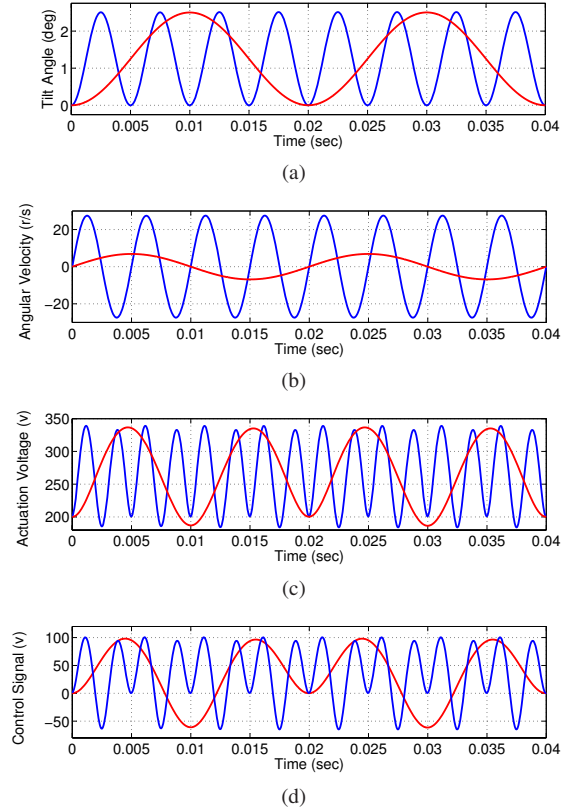 Tilt Angle (deg)
2
1
0
0 0.005 0.01 0.015 0.02 0.025 0.03 0.035 0.04
Time (sec)
(a)
Angular Velocity (r/s)
20
0
−20
0 0.005 0.01 0.015 0.02 0.025 0.03 0.035 0.04
Time (sec)
(b)
Actuation Voltage (v)
350
300
250
200
0 0.005 0.01 0.015 0.02 0.025 0.03 0.035 0.04
Time (sec)
(c)
Control Signal (v)
100
50
0
−50
0 0.005 0.01 0.015 0.02 0.025 0.03 0.035 0.04
Time (sec)
(d)